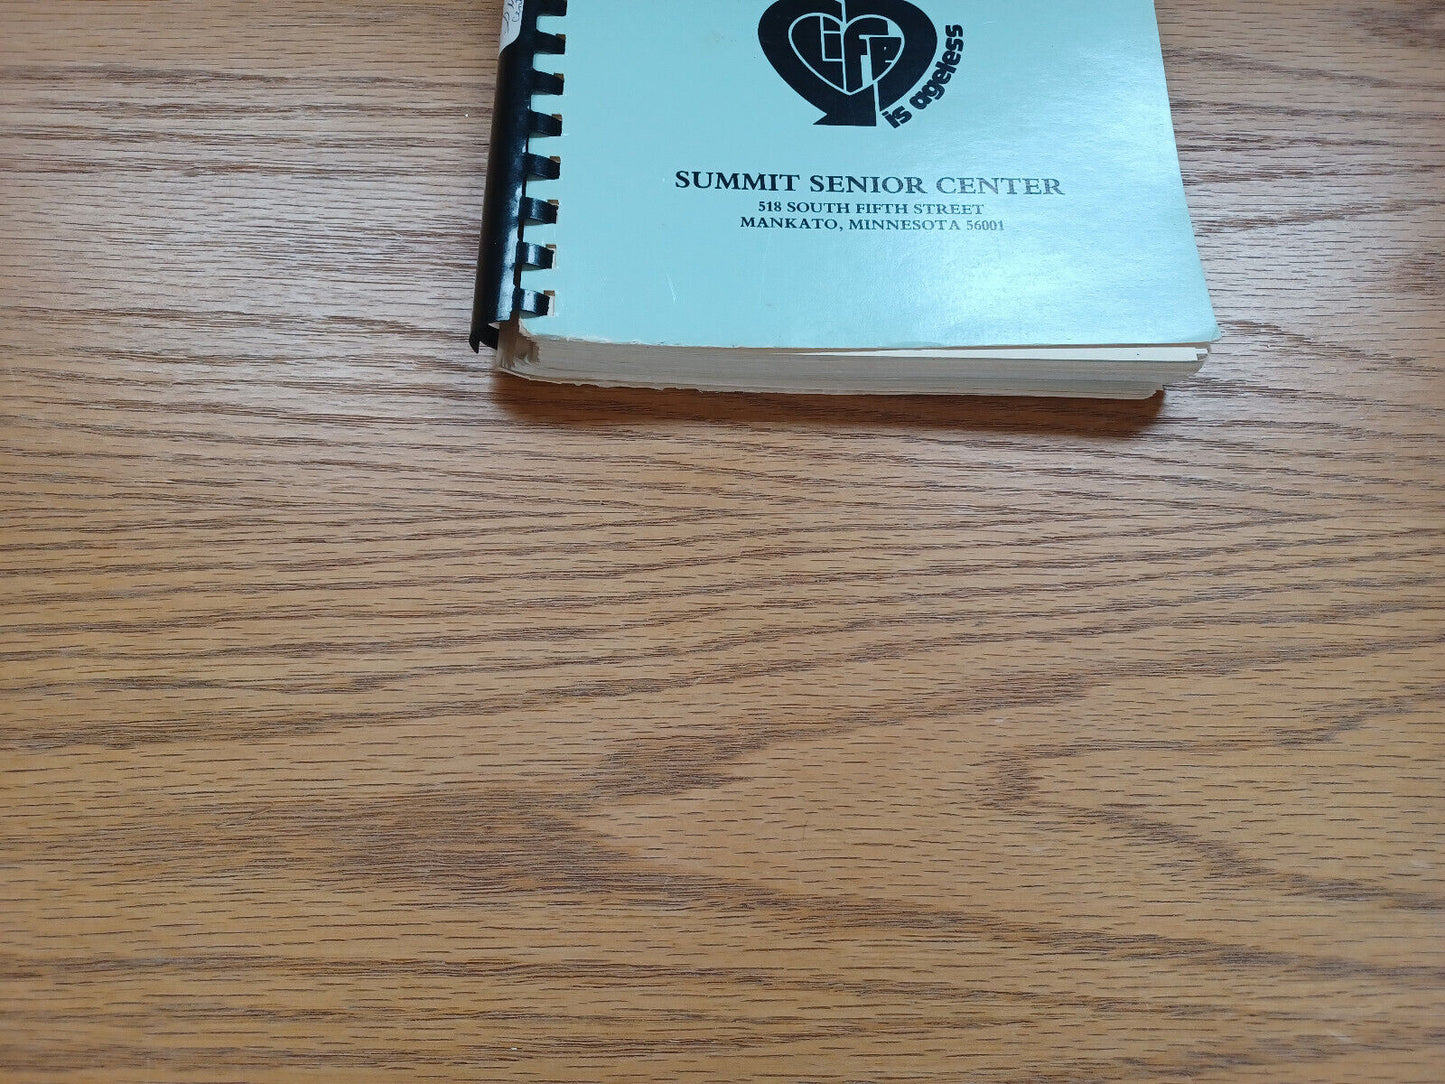 Life
is ageless
SUMMIT SENIOR CENTER
518 SOUTH FIFTH STREET
MANKATO, MINNESOTA 56001